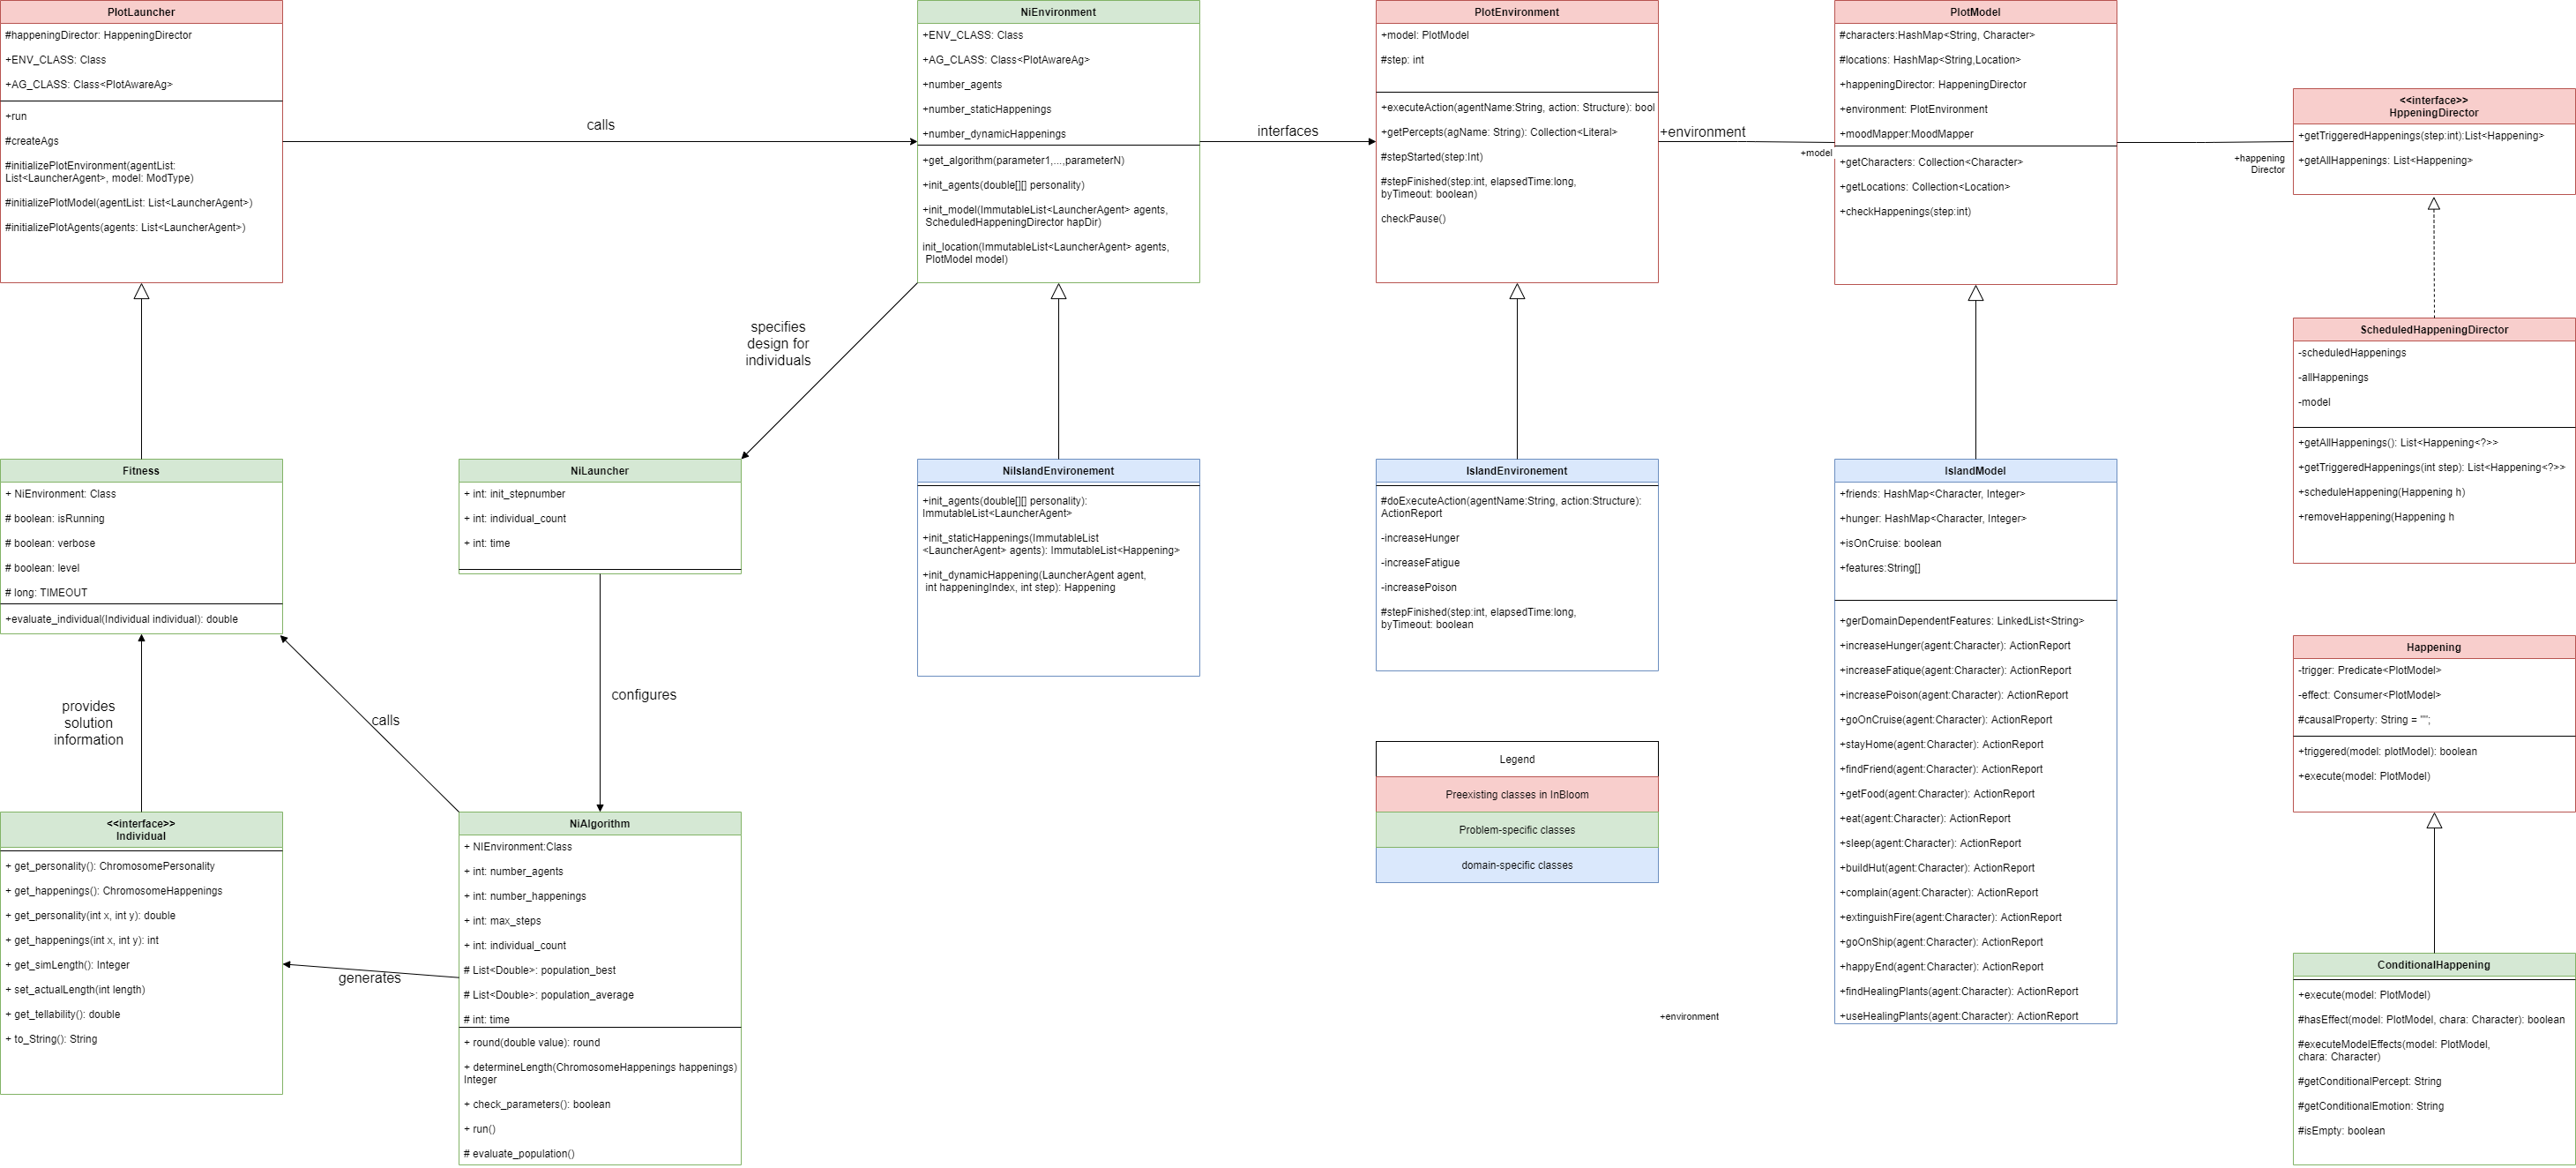 PlotLauncher
#happeningDirector: HappeningDirector
+ENV_CLASS: Class
+AG_CLASS: Class<PlotAwareAg>
+run
#createAgs
#initializePlotEnvironment(agentList:
List<LauncherAgent>, model: ModType)
#initializePlotModel(agentList: List<LauncherAgent>)
#initializePlotAgents(agents: List<LauncherAgent>)
calls
NiEnvironment
+ENV_CLASS: Class
+AG_CLASS: Class<PlotAwareAg>
+number_agents
+number_staticHappenings
+number_dynamicHappenings
+get_algorithm(parameter1,...,parameterN)
+init_agents(double[][] personality)
+init_model(ImmutableList<LauncherAgent> agents,
ScheduledHappeningDirector hapDir)
init_location(ImmutableList<LauncherAgent> agents,
PlotModel model)
interfaces
PlotEnvironment
+model: PlotModel
#step: int
+executeAction(agentName:String, action: Structure): bool
+getPercepts(agName: String): Collection<Literal>
#stepStarted(step:Int)
#stepFinished(step:int, elapsedTime:long,
byTimeout: boolean)
checkPause()
+environment
+model
PlotModel
#characters:HashMap<String, Character>
#locations: HashMap<String,Location>
+happeningDirector: HappeningDirector
+environment: PlotEnvironment
+moodMapper:MoodMapper
+getCharacters: Collection<Character>
+getLocations: Collection<Location>
+checkHappenings(step:int)
+happening
Director
<<interface>>
HppeningDirector
+getTriggeredHappenings(step:int):List<Happening>
+getAllHappenings: List<Happening>
specifies
design for
individuals
ScheduledHappeningDirector
-scheduledHappenings
-allHappenings
-model
+getAllHappenings(): List<Happening<?>>
+getTriggeredHappenings(int step): List<Happening<?>>
+scheduleHappening(Happening h)
+removeHappening(Happening h
Fitness
+ NiEnvironment: Class
# boolean: isRunning
# boolean: verbose
# boolean: level
# long: TIMEOUT
+evaluate_individual(Individual individual): double
NiLauncher
+ int: init_stepnumber
+ int: individual_count
+ int: time
NiIslandEnvironement
+init_agents(double[][] personality):
ImmutableList<LauncherAgent>
+init_staticHappenings(ImmutableList
<LauncherAgent> agents): ImmutableList<Happening>
+init_dynamicHappening(LauncherAgent agent,
int happeningIndex, int step): Happening
IslandEnvironement
#doExecuteAction(agentName:String, action:Structure):
ActionReport
-increaseHunger
-increaseFatigue
-increasePoison
#stepFinished(step:int, elapsedTime:long,
byTimeout: boolean
IslandModel
+friends: HashMap<Character, Integer>
+hunger: HashMap<Character, Integer>
+isOnCruise: boolean
+features:String[]
+gerDomainDependentFeatures: LinkedList<String>
+increaseHunger(agent:Character): ActionReport
+increaseFatique(agent:Character): ActionReport
+increasePoison(agent:Character): ActionReport
+goOnCruise(agent:Character): ActionReport
+stayHome(agent:Character): ActionReport
+findFriend(agent:Character): ActionReport
+getFood(agent:Character): ActionReport
+eat(agent:Character): ActionReport
+sleep(agent:Character): ActionReport
+buildHut(agent:Character): ActionReport
+complain(agent:Character): ActionReport
+extinguishFire(agent:Character): ActionReport
+goOnShip(agent:Character): ActionReport
+happyEnd(agent:Character): ActionReport
+findHealingPlants(agent:Character): ActionReport
+useHealingPlants(agent:Character): ActionReport
Happening
-trigger: Predicate<PlotModel>
-effect: Consumer<PlotModel>
#causalProperty: String = "";
+triggered(model: plotModel): boolean
+execute(model: PlotModel)
provides
solution
information
calls
configures
Legend
Preexisting classes in InBloom
Problem-specific classes
domain-specific classes
<<interface>>
Individual
+ get_personality(): ChromosomePersonality
+ get_happenings(): ChromosomeHappenings
+ get_personality(int x, int y): double
+ get_happenings(int x, int y): int
+ get_simLength(): Integer
+ set_actualLength(int length)
+ get_tellability(): double
+ to_String(): String
generates
NiAlgorithm
+ NIEnvironment:Class
+ int: number_agents
+ int: number_happenings
+ int: max_steps
+ int: individual_count
# List<Double>: population_best
# List<Double>: population_average
# int: time
+ round(double value): round
+ determineLength(ChromosomeHappenings happenings)
Integer
+ check_parameters(): boolean
+ run()
# evaluate_population()
+environment
ConditionalHappening
+execute(model: PlotModel)
#hasEffect(model: PlotModel, chara: Character): boolean
#executeModelEffects(model: PlotModel,
chara: Character)
#getConditionalPercept: String
#getConditionalEmotion: String
#isEmpty: boolean